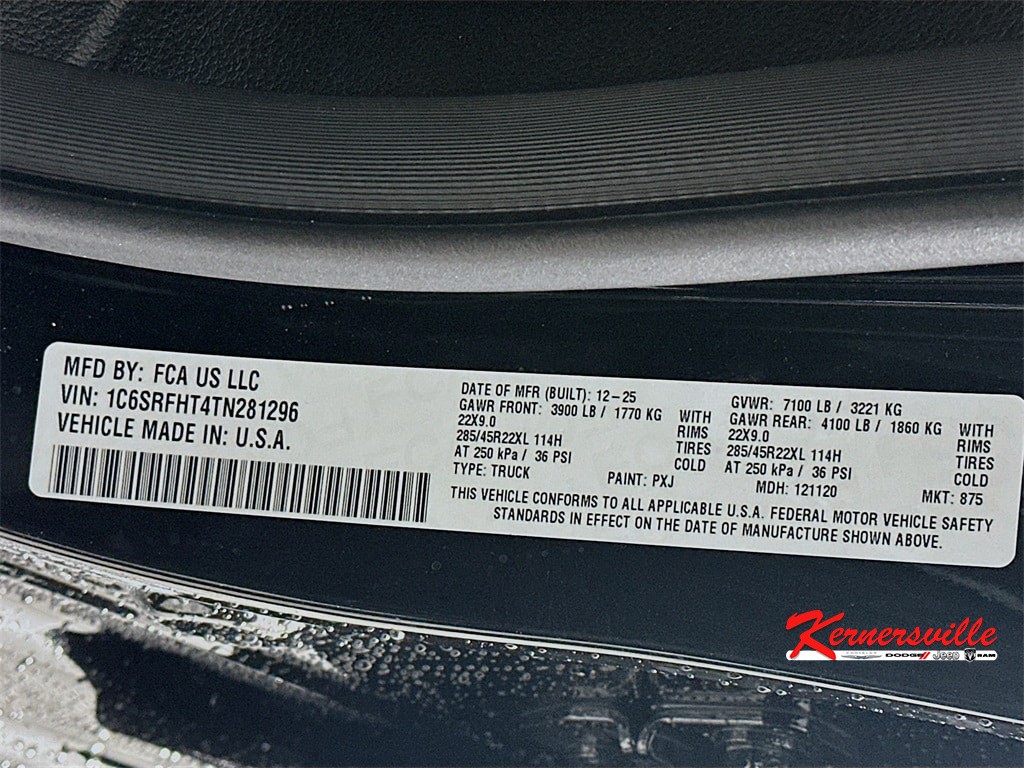 MFD BY: FCA US LLC
VIN: 1C6SRFHT4TN281296
VEHICLE MADE IN: U.S.A.
DATE OF MFR (BUILT): 12-25
GAWR FRONT: 3900 LB / 1770 KG WITH
22X9.0 RIMS
285/45R22XL 114H TIRES
AT 250 kPa / 36 PSI COLD
TYPE: TRUCK PAINT: PXJ
GVWR: 7100 LB / 3221 KG
GAWR REAR: 4100 LB / 1860 KG WITH
22X9.0 RIMS
285/45R22XL 114H TIRES
AT 250 kPa / 36 PSI COLD
MDH: 121120 MKT: 875
THIS VEHICLE CONFORMS TO ALL APPLICABLE U.S.A. FEDERAL MOTOR VEHICLE SAFETY
STANDARDS IN EFFECT ON THE DATE OF MANUFACTURE SHOWN ABOVE.
Kernersville
CHRYSLER DODGE Jeep RAM